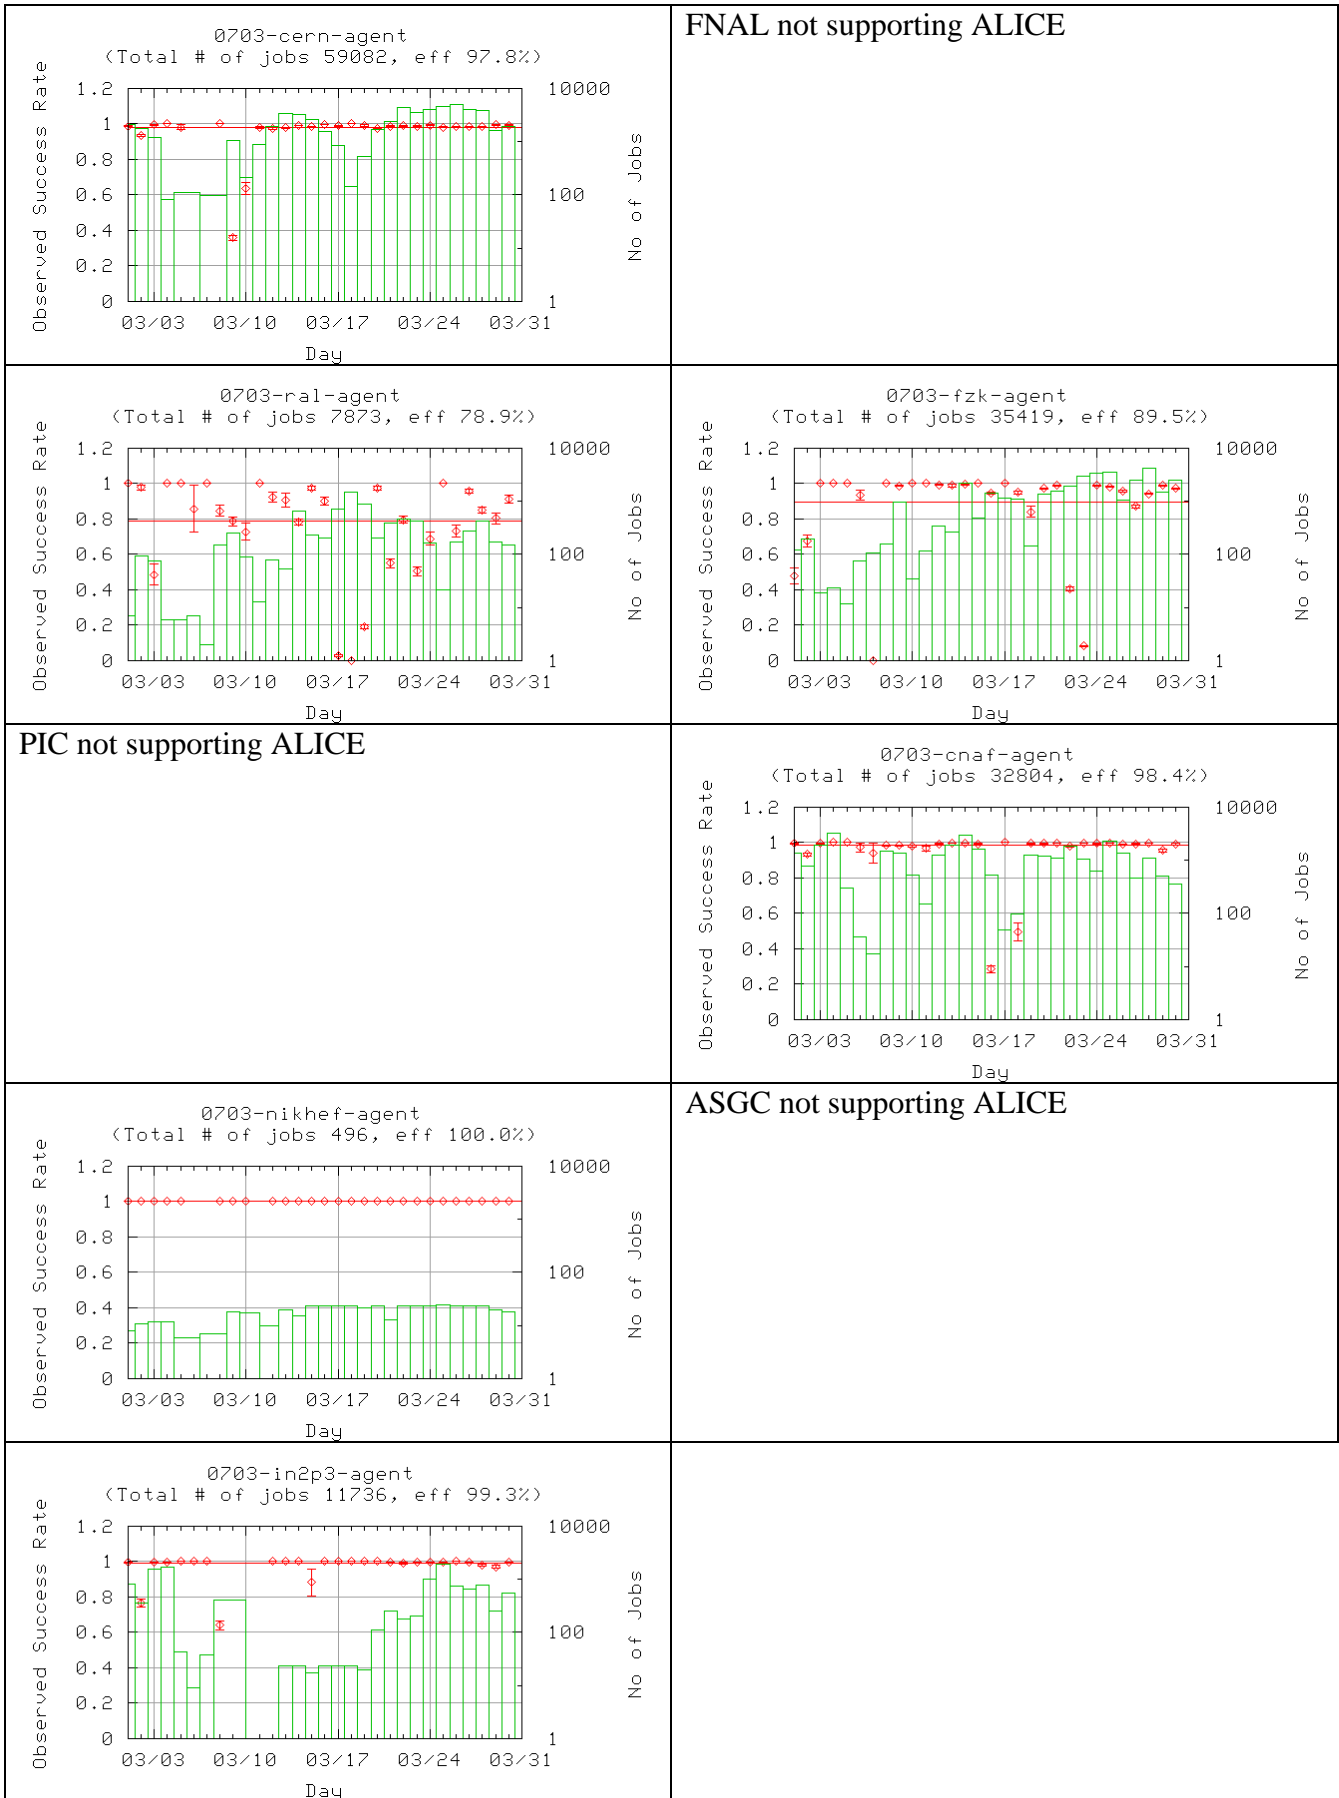 0703-cern-agent
(Total # of jobs 59082, eff 97.8%)
Observed Success Rate
1.2
1
0.8
0.6
0.4
0.2
0
10000
100
1
No of Jobs
03/03 03/10 03/17 03/24 03/31
Day
FNAL not supporting ALICE
0703-ral-agent
(Total # of jobs 7873, eff 78.9%)
Observed Success Rate
1.2
1
0.8
0.6
0.4
0.2
0
10000
100
1
No of Jobs
03/03 03/10 03/17 03/24 03/31
Day
0703-fzk-agent
(Total # of jobs 35419, eff 89.5%)
Observed Success Rate
1.2
1
0.8
0.6
0.4
0.2
0
10000
100
1
No of Jobs
03/03 03/10 03/17 03/24 03/31
Day
PIC not supporting ALICE
0703-cnaf-agent
(Total # of jobs 32804, eff 98.4%)
Observed Success Rate
1.2
1
0.8
0.6
0.4
0.2
0
10000
100
1
No of Jobs
03/03 03/10 03/17 03/24 03/31
Day
0703-nikhef-agent
(Total # of jobs 496, eff 100.0%)
Observed Success Rate
1.2
1
0.8
0.6
0.4
0.2
0
10000
100
1
No of Jobs
03/03 03/10 03/17 03/24 03/31
Day
ASGC not supporting ALICE
0703-in2p3-agent
(Total # of jobs 11736, eff 99.3%)
Observed Success Rate
1.2
1
0.8
0.6
0.4
0.2
0
10000
100
1
No of Jobs
03/03 03/10 03/17 03/24 03/31
Day